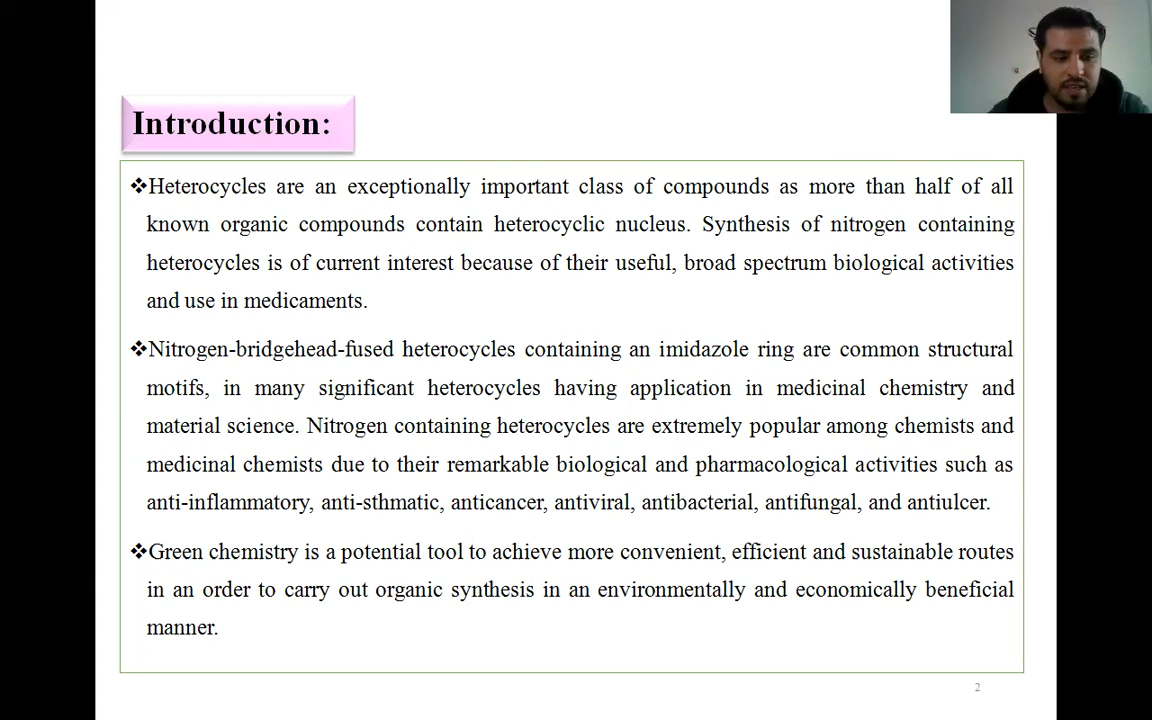 Introduction:
❖Heterocycles are an exceptionally important class of compounds as more than half of all
known organic compounds contain heterocyclic nucleus. Synthesis of nitrogen containing
heterocycles is of current interest because of their useful, broad spectrum biological activities
and use in medicaments.
❖Nitrogen-bridgehead-fused heterocycles containing an imidazole ring are common structural
motifs, in many significant heterocycles having application in medicinal chemistry and
material science. Nitrogen containing heterocycles are extremely popular among chemists and
medicinal chemists due to their remarkable biological and pharmacological activities such as
anti-inflammatory, anti-sthmatic, anticancer, antiviral, antibacterial, antifungal, and antiulcer.
❖Green chemistry is a potential tool to achieve more convenient, efficient and sustainable routes
in an order to carry out organic synthesis in an environmentally and economically beneficial
manner.
2